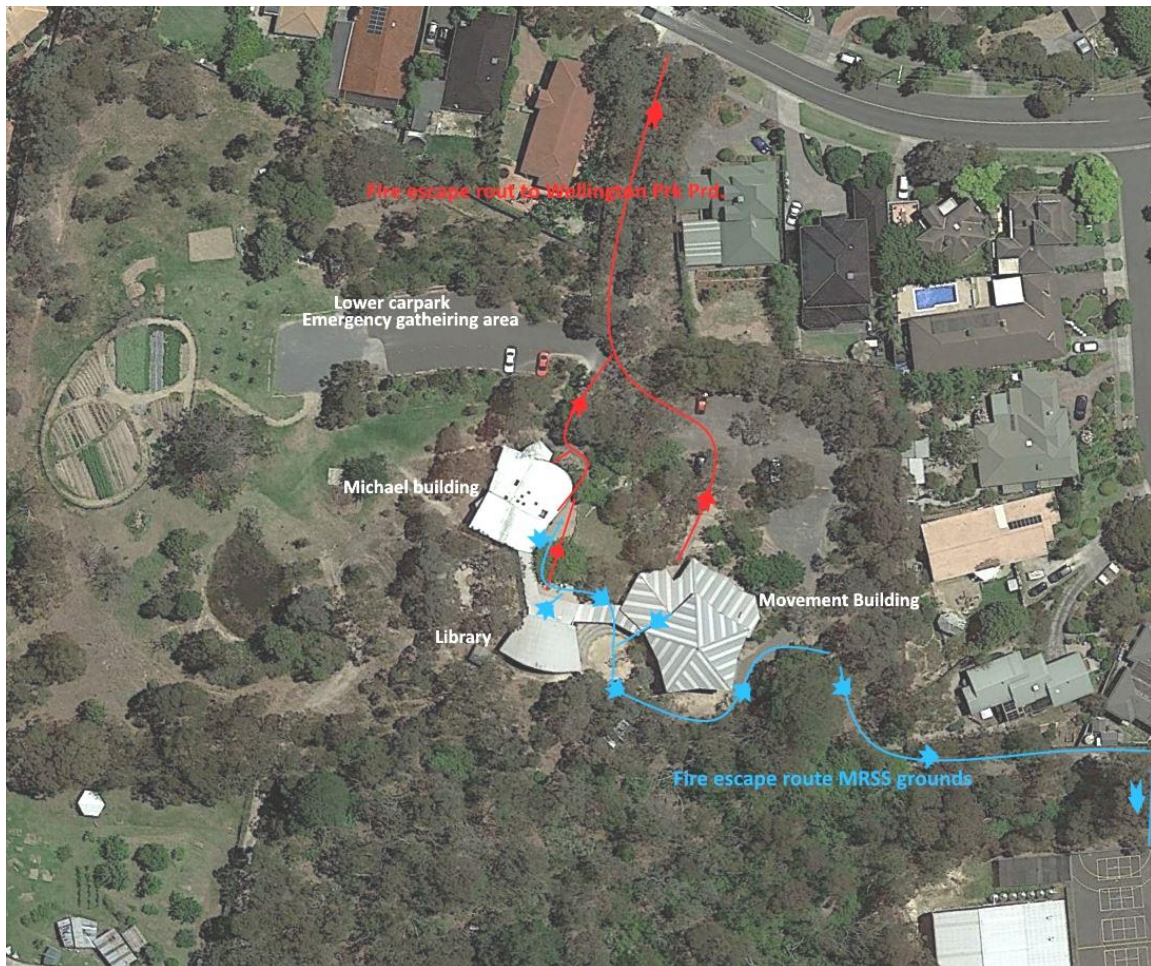 Fire escape rout to Wellington Prk Prd.
Lower carpark
Emergency gatheiring area
Michael building
Movement Building
Library
Fire escape route MRSS grounds